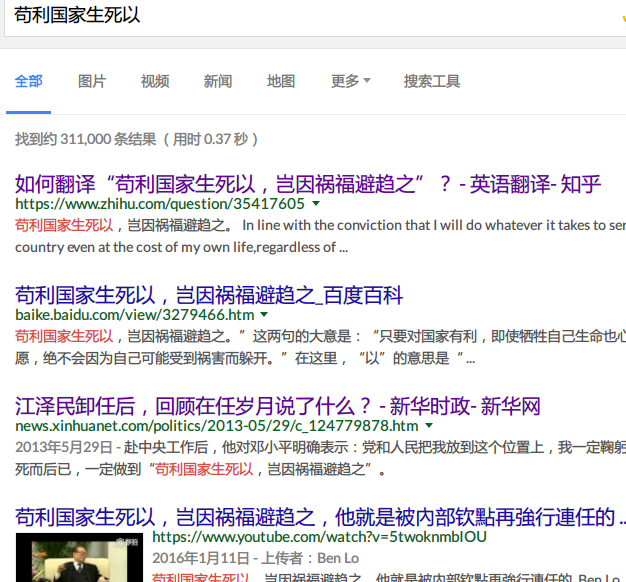 苟利国家生死以
全部 图片 视频 新闻 地图 更多 搜索工具
找到约 311,000 条结果 （用时 0.37 秒）
如何翻译“苟利国家生死以，岂因祸福避趋之” ？ - 英语翻译- 知乎
https://www.zhihu.com/question/35417605
苟利国家生死以，岂因祸福避趋之。 In line with the conviction that I will do whatever it takes to ser
country even at the cost of my own life,regardless of ...
苟利国家生死以，岂因祸福避趋之_百度百科
baike.baidu.com/view/3279466.htm
苟利国家生死以，岂因祸福避趋之。”这两句的大意是：“只要对国家有利，即使牺牲自己生命也心
愿，绝不会因为自己可能受到祸害而躲开。”在这里，“以”的意思是“ ...
江泽民卸任后，回顾在任岁月说了什么？ - 新华时政- 新华网
news.xinhuanet.com/politics/2013-05/29/c_124779878.htm
2013年5月29日 - 赴中央工作后，他对邓小平明确表示：党和人民把我放到这个位置上，我一定鞠躬
死而后已，一定做到“苟利国家生死以，岂因祸福避趋之”。
苟利国家生死以，岂因祸福避趋之，他就是被内部钦點再強行連任的 ...
https://www.youtube.com/watch?v=5twoknmbIOU
2016年1月11日 - 上传者：Ben Lo
苟利国家生死以，岂因祸福避趋之，他就是被内部钦點再強行連任的. Ben Lo